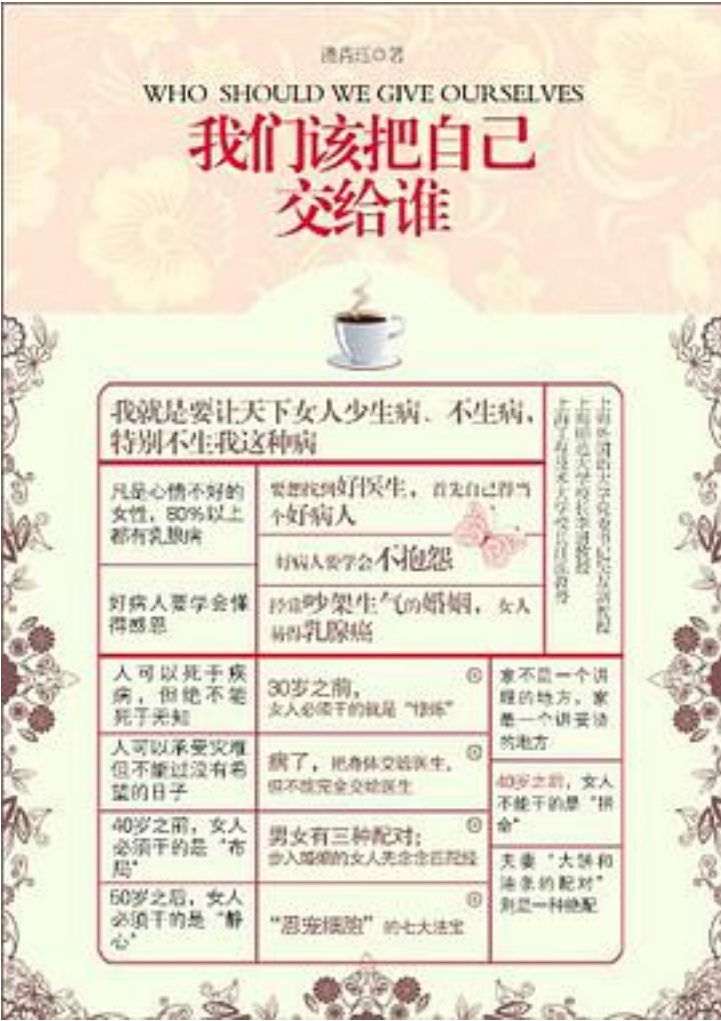 潘肖珏◎著
WHO SHOULD WE GIVE OURSELVES
我们该把自己
交给谁
我就是要让天下女人少生病、不生病、
特别不生我这种病
凡是心情不好的
女性，80%以上
都有乳腺病
好病人要学会懂
得感恩
要想找到好医生，首先自己得当
个好病人
好病人要学会不抱怨
经常吵架生气的婚姻，女人
易得乳腺癌
人可以死于疾
病，但绝不能
死于无知
人可以承受灾难
但不能过没有希
望的日子
40岁之前，女人
必须干的是“布
局”
50岁之后，女人
必须干的是“静
心”
30岁之前，
女人必须干的就是“修炼”
病了，把身体交给医生，
但不能完全交给医生
男女有三种配对：
步入婚姻的女人先念念匹配经
“忍宠细胞”的七大法宝
家不是一个讲
理的地方，家
是一个讲妥协
的地方
40岁之前，女人
不能干的是“拼
命”
夫妻“大饼和
油条的配对”
则是一种绝配